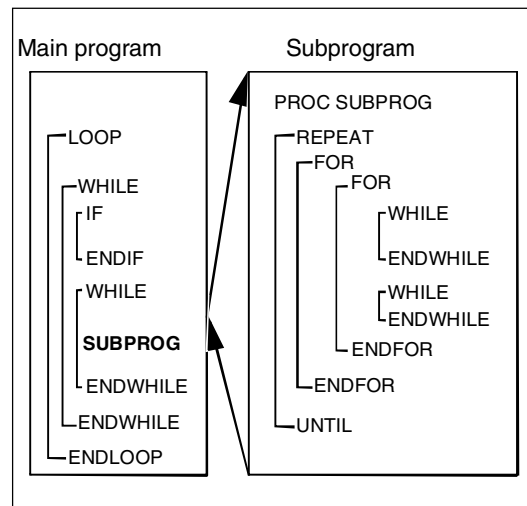 Main program
LOOP
WHILE
IF
ENDIF
WHILE
SUBPROG
ENDWHILE
ENDWHILE
ENDLOOP
Subprogram
PROC SUBPROG
REPEAT
FOR
FOR
WHILE
ENDWHILE
WHILE
ENDWHILE
ENDFOR
ENDFOR
UNTIL